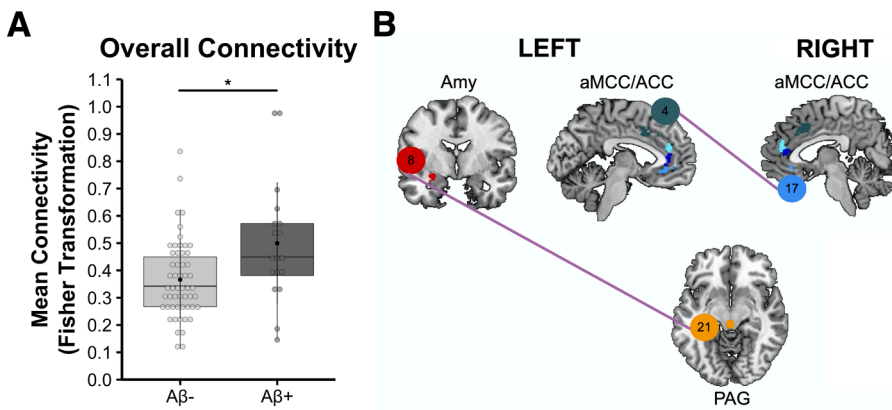 A
Overall Connectivity
Mean Connectivity
(Fisher Transformation)
1.1
1.0
0.9
0.8
0.7
0.6
0.5
0.4
0.3
0.2
0.1
0.0
*
Aβ-
Aβ+
B
LEFT
RIGHT
Amy
aMCC/ACC
aMCC/ACC
4
8
17
21
PAG